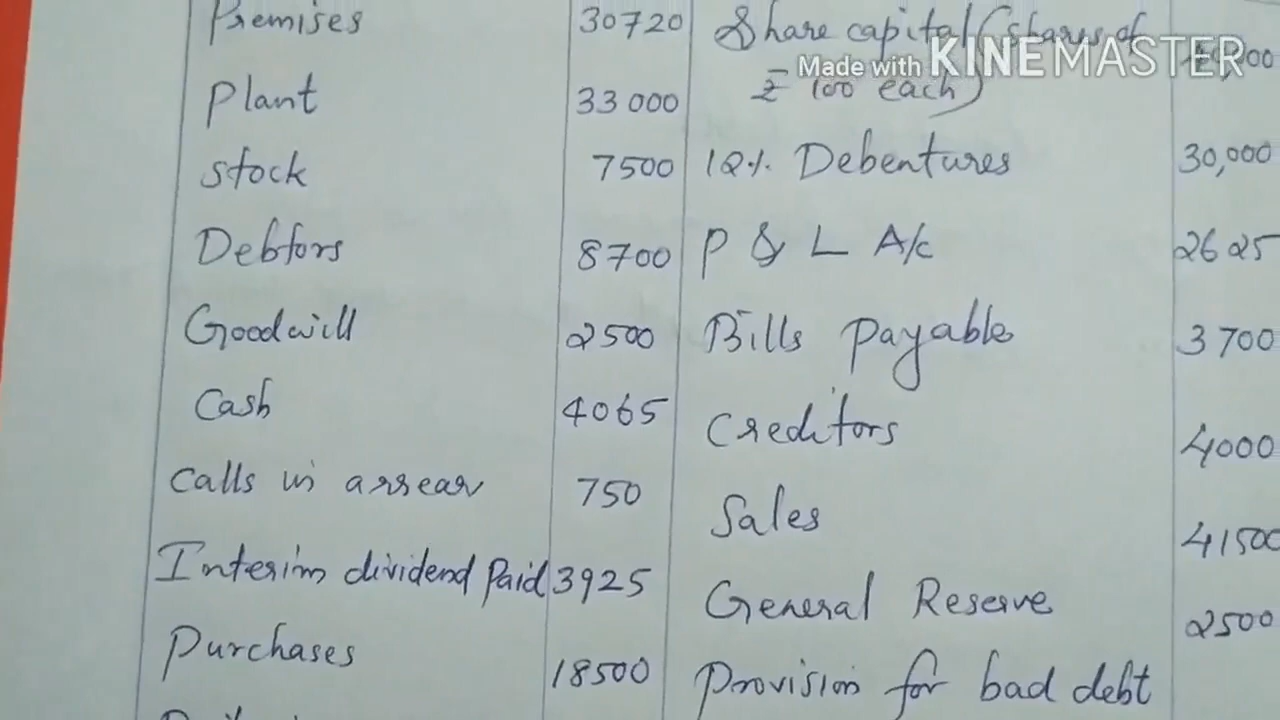 Premises 30720 Share capital (shares of
Made with KINEMASTER
Plant 33000 ₹ 100 each)
Stock 7500 12% Debentures 30,000
Debtors 8700 P & L A/c 2625
Goodwill 2500 Bills Payable 3700
Cash 4065 Creditors 4000
Calls in arrear 750 Sales 41500
Interim dividend Paid 3925 General Reserve 2500
Purchases 18500 Provision for bad debt